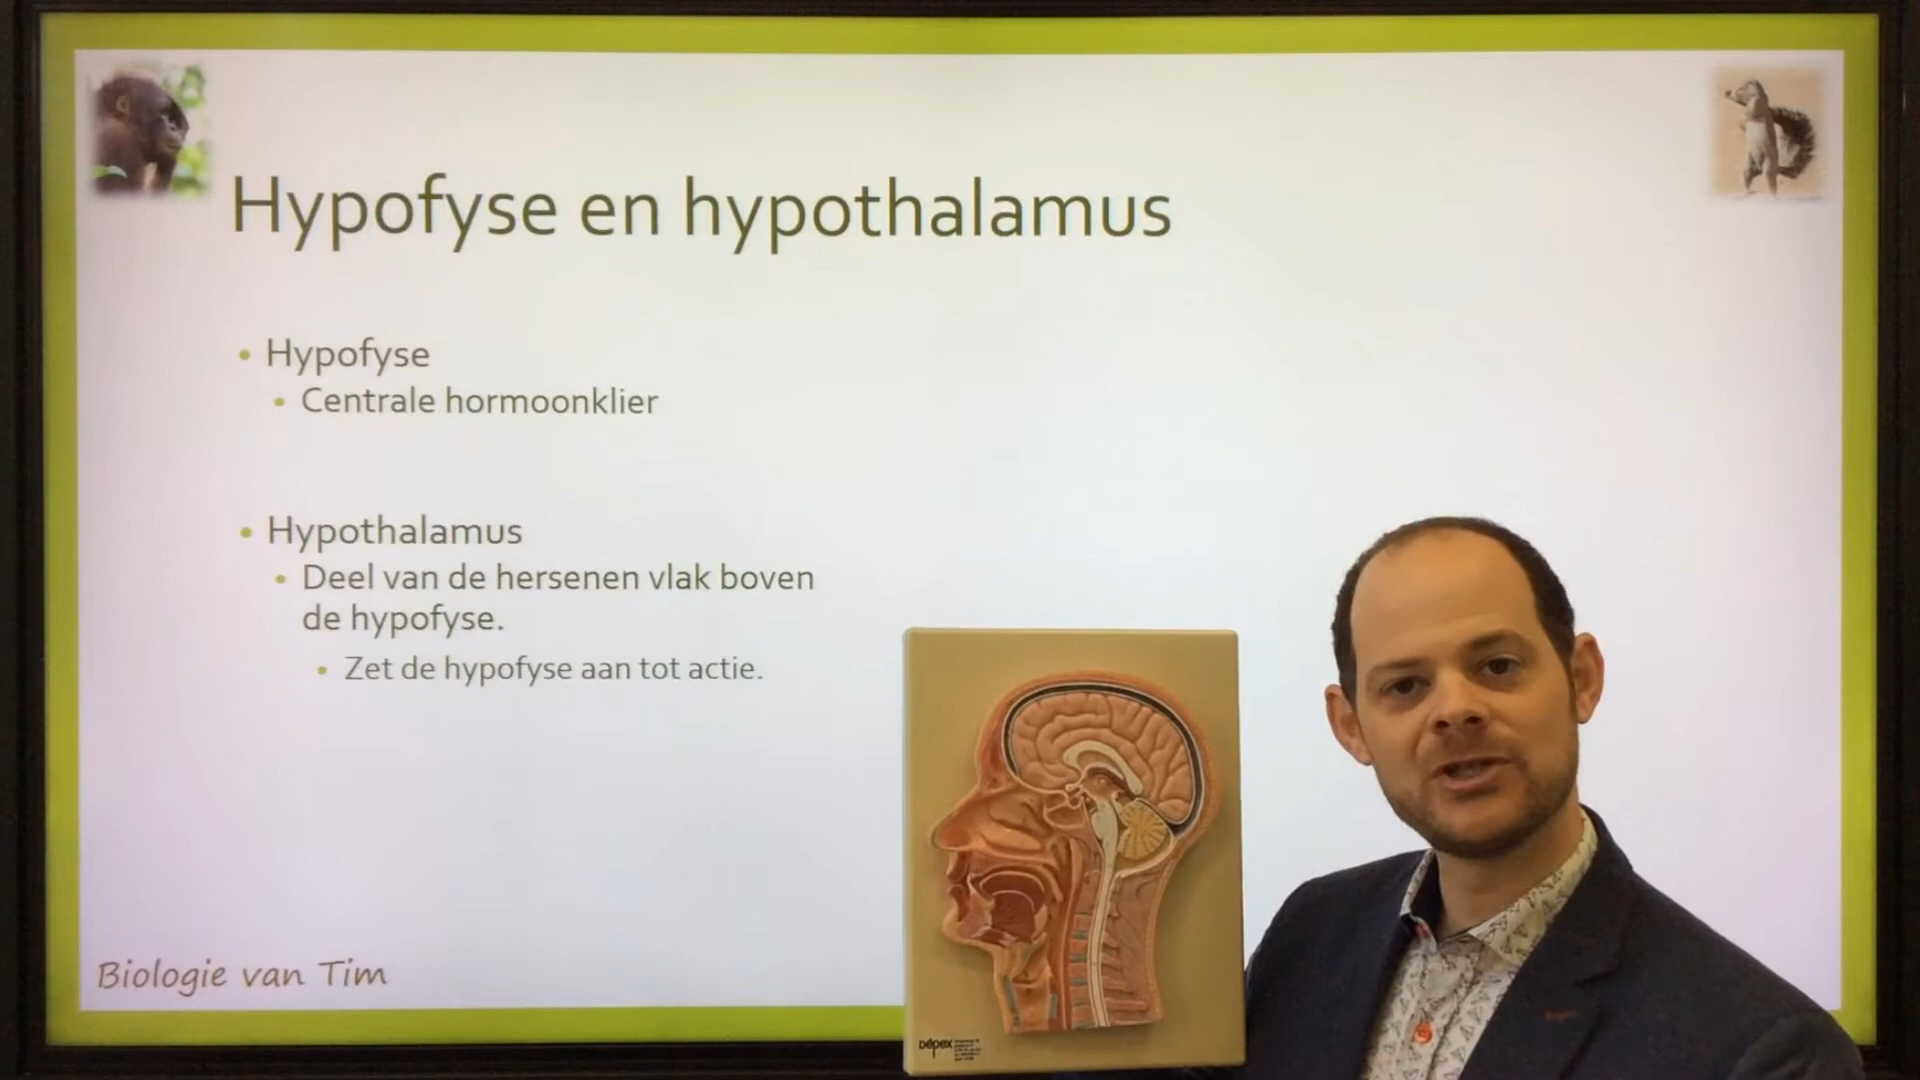 Hypofyse en hypothalamus
• Hypofyse
• Centrale hormoonklier
• Hypothalamus
• Deel van de hersenen vlak boven
de hypofyse.
• Zet de hypofyse aan tot actie.
Biologie van Tim
Dépex